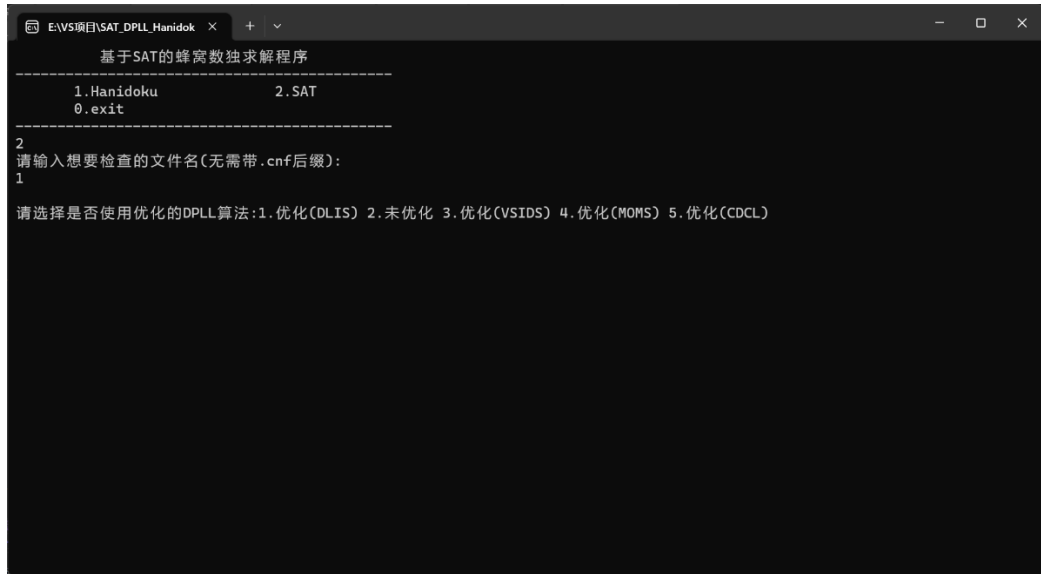 E:\VS项目\SAT_DPLL_Hanidok
基于SAT的蜂窝数独求解程序
---------------------------------------------
1.Hanidoku 2.SAT
0.exit
---------------------------------------------
2
请输入想要检查的文件名(无需带.cnf后缀):
1
请选择是否使用优化的DPLL算法:1.优化(DLIS) 2.未优化 3.优化(VSIDS) 4.优化(MOMS) 5.优化(CDCL)